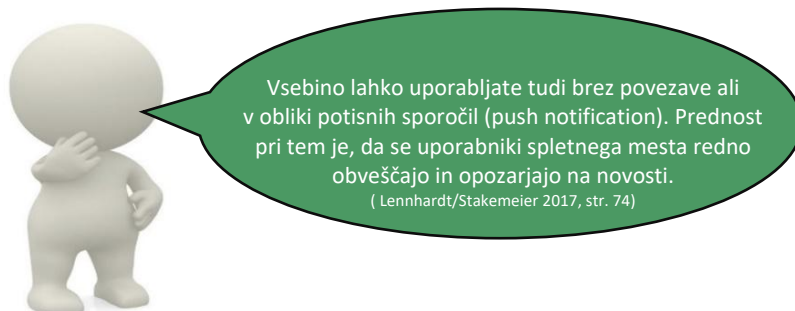 Vsebino lahko uporabljate tudi brez povezave ali
v obliki potisnih sporočil (push notification). Prednost
pri tem je, da se uporabniki spletnega mesta redno
obveščajo in opozarjajo na novosti.
( Lennhardt/Stakemeier 2017, str. 74)